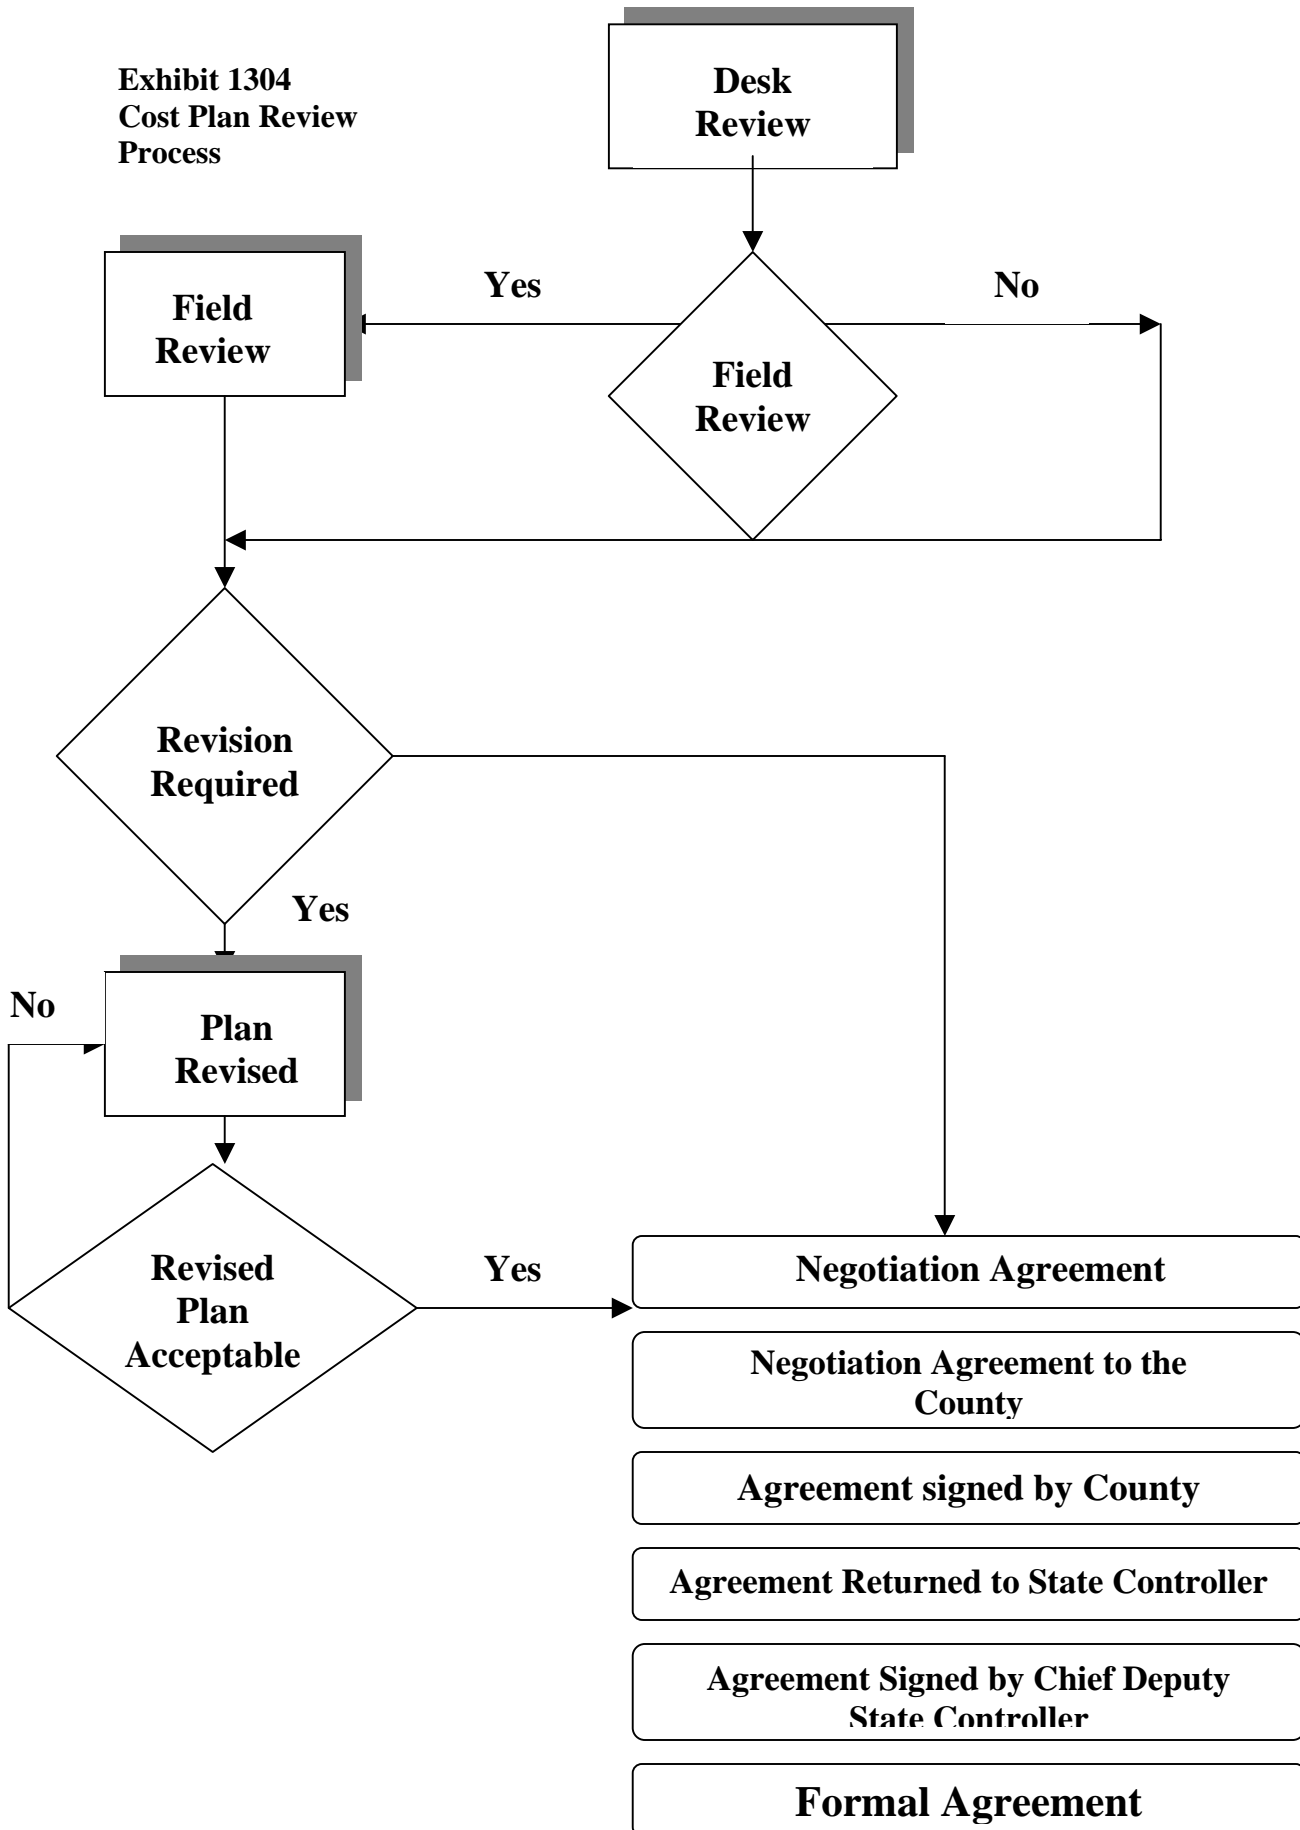 Exhibit 1304
Cost Plan Review
Process
Desk
Review
Yes
No
Field
Review
Field
Review
Revision
Required
Yes
No
Plan
Revised
Revised
Plan
Acceptable
Yes
Negotiation Agreement
Negotiation Agreement to the
County
Agreement signed by County
Agreement Returned to State Controller
Agreement Signed by Chief Deputy
State Controller
Formal Agreement